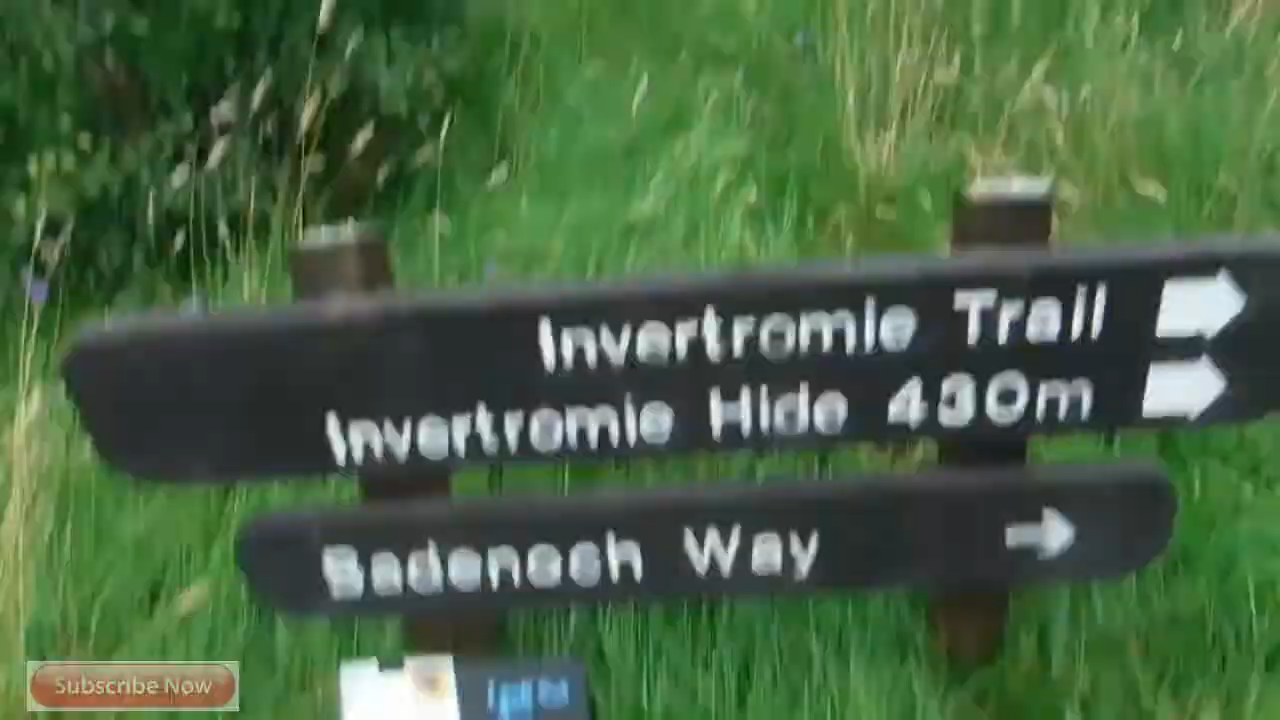 Invertromie Trail
Invertromie Hide 430m
Badenoch Way
Subscribe Now